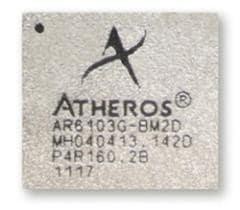 ATHEROS®
AR6103G-BM2D
MH040413.142D
P4R160.2B
1117